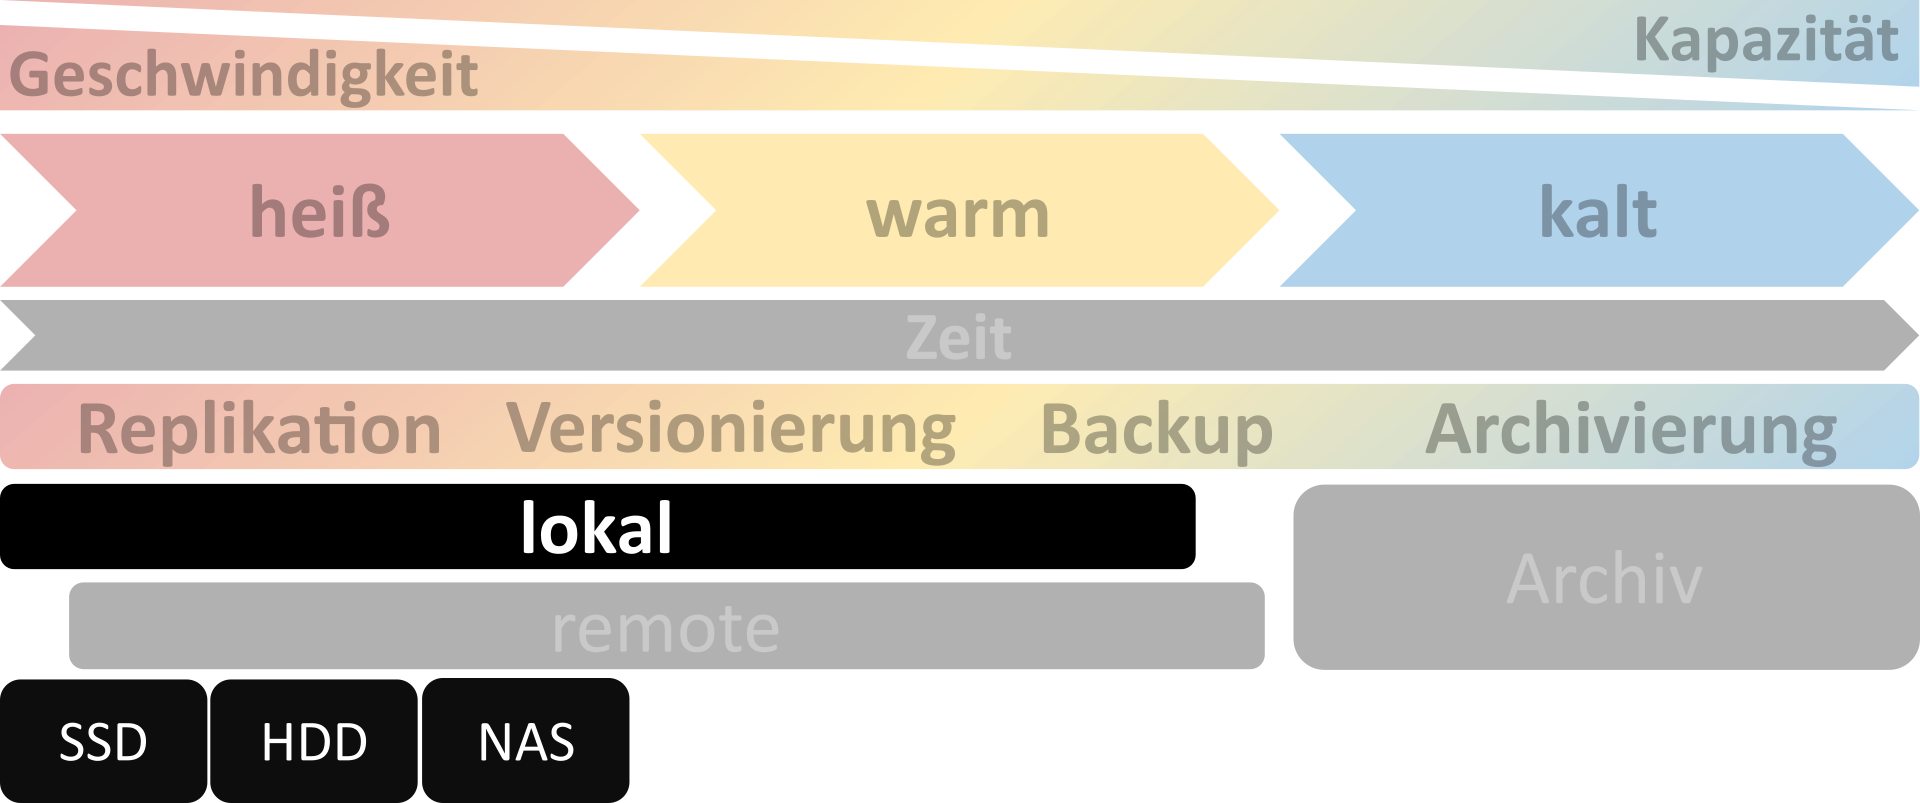 Geschwindigkeit
Kapazität
heiß
warm
kalt
Zeit
Replikation Versionierung Backup Archivierung
lokal
Archiv
remote
SSD HDD NAS